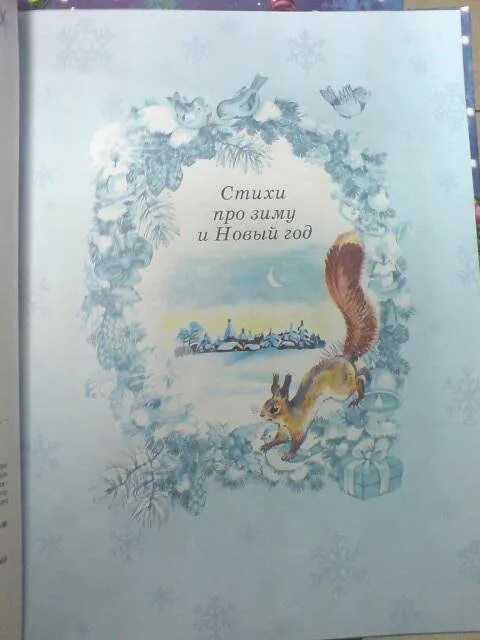 Стихи
про зиму
и Новый год